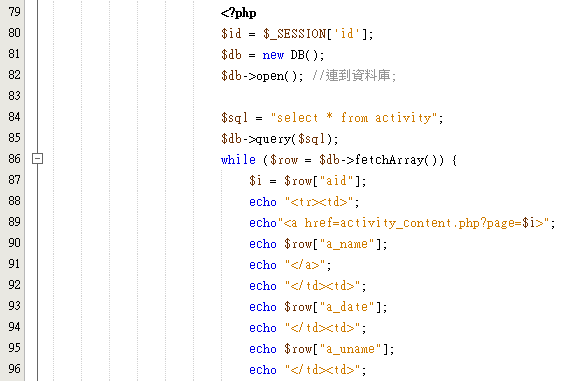 79 <?php
80 $id = $_SESSION['id'];
81 $db = new DB();
82 $db->open(); //連到資料庫;
83
84 $sql = "select * from activity";
85 $db->query($sql);
86 while ($row = $db->fetchArray()) {
87 $i = $row["aid"];
88 echo "<tr><td>";
89 echo"<a href=activity_content.php?page=$i>";
90 echo $row["a_name"];
91 echo "</a>";
92 echo "</td><td>";
93 echo $row["a_date"];
94 echo "</td><td>";
95 echo $row["a_uname"];
96 echo "</td><td>";